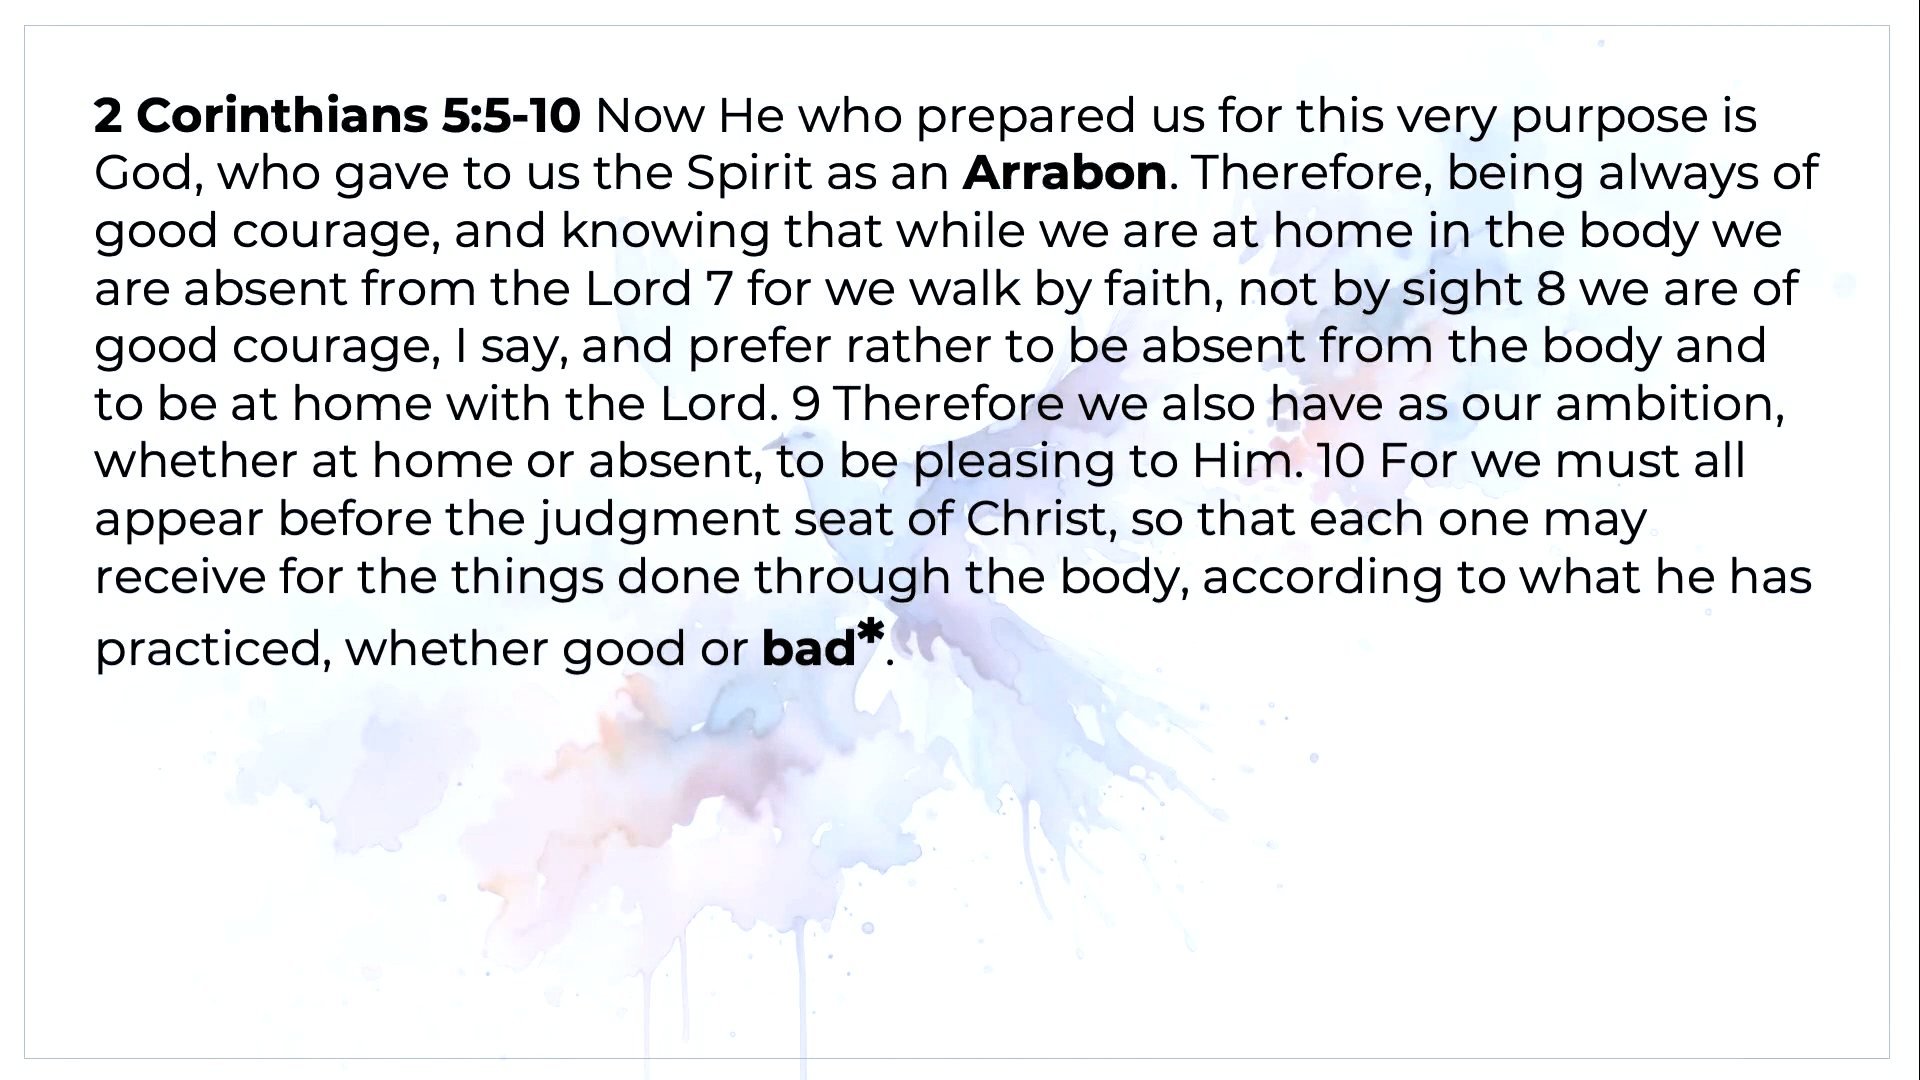 2 Corinthians 5:5-10 Now He who prepared us for this very purpose is
God, who gave to us the Spirit as an Arrabon. Therefore, being always of
good courage, and knowing that while we are at home in the body we
are absent from the Lord 7 for we walk by faith, not by sight 8 we are of
good courage, I say, and prefer rather to be absent from the body and
to be at home with the Lord. 9 Therefore we also have as our ambition,
whether at home or absent, to be pleasing to Him. 10 For we must all
appear before the judgment seat of Christ, so that each one may
receive for the things done through the body, according to what he has
practiced, whether good or bad*.